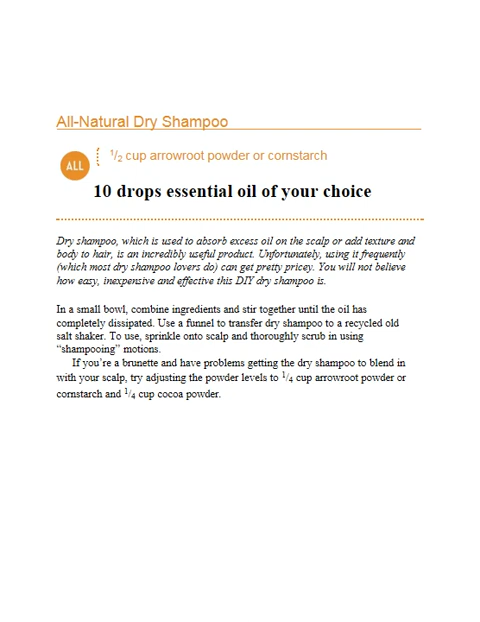 All-Natural Dry Shampoo
ALL
1/2 cup arrowroot powder or cornstarch
10 drops essential oil of your choice
Dry shampoo, which is used to absorb excess oil on the scalp or add texture and
body to hair, is an incredibly useful product. Unfortunately, using it frequently
(which most dry shampoo lovers do) can get pretty pricey. You will not believe
how easy, inexpensive and effective this DIY dry shampoo is.
In a small bowl, combine ingredients and stir together until the oil has
completely dissipated. Use a funnel to transfer dry shampoo to a recycled old
salt shaker. To use, sprinkle onto scalp and thoroughly scrub in using
“shampooing” motions.
If you’re a brunette and have problems getting the dry shampoo to blend in
with your scalp, try adjusting the powder levels to 1/4 cup arrowroot powder or
cornstarch and 1/4 cup cocoa powder.